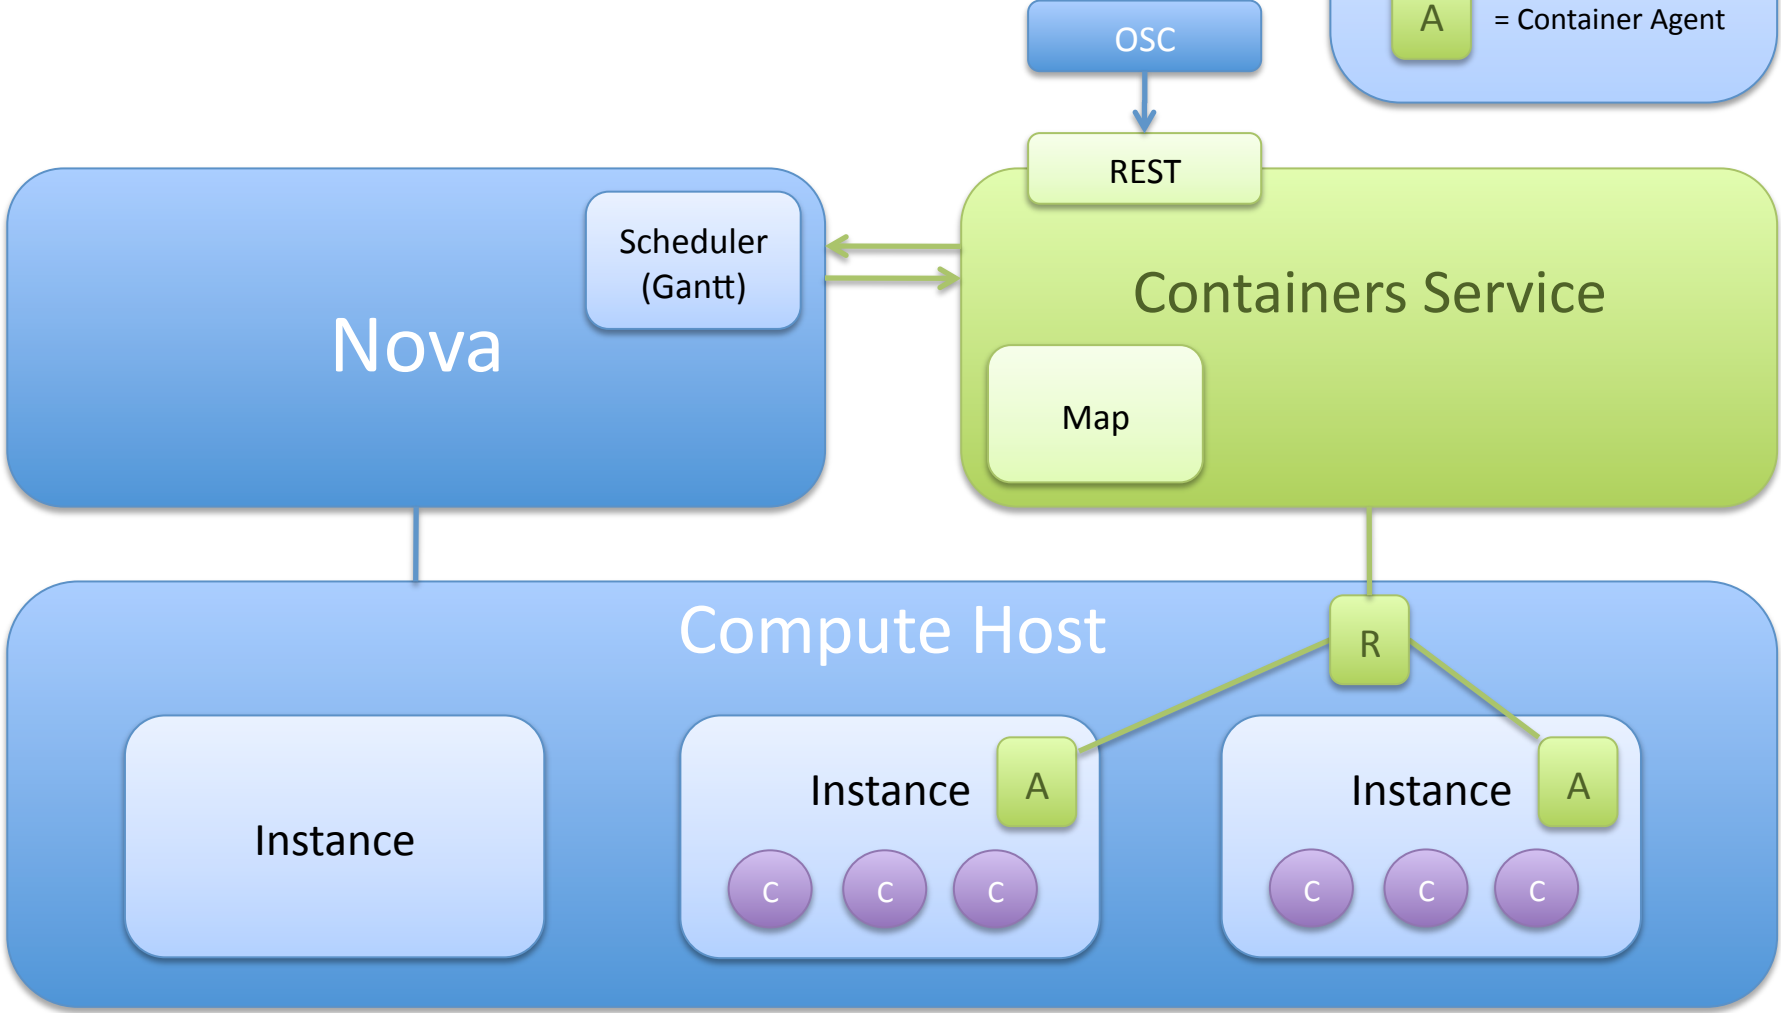 A = Container Agent
OSC
REST
Scheduler
(Gantt)
Nova
Containers Service
Map
Compute Host
R
Instance
Instance A
C C C
Instance A
C C C